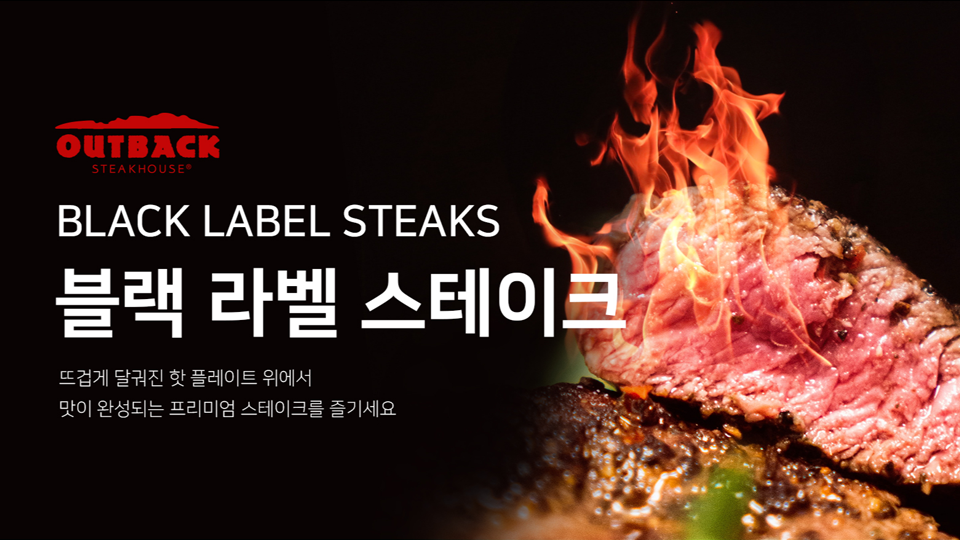 OUTBACK
STEAKHOUSE®
BLACK LABEL STEAKS
블랙 라벨 스테이크
뜨겁게 달궈진 핫 플레이트 위에서
맛이 완성되는 프리미엄 스테이크를 즐기세요